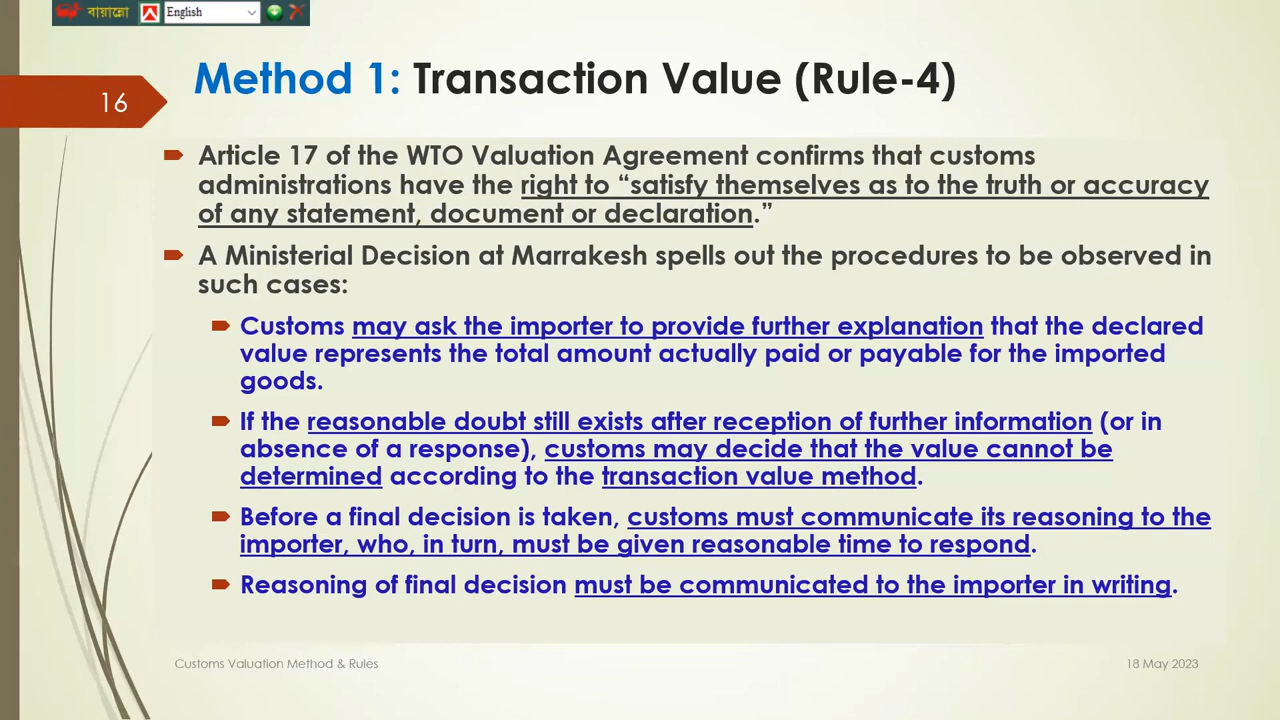 বায়ান্নো
English
16
Method 1: Transaction Value (Rule-4)
Article 17 of the WTO Valuation Agreement confirms that customs
administrations have the right to “satisfy themselves as to the truth or accuracy
of any statement, document or declaration.”
A Ministerial Decision at Marrakesh spells out the procedures to be observed in
such cases:
Customs may ask the importer to provide further explanation that the declared
value represents the total amount actually paid or payable for the imported
goods.
If the reasonable doubt still exists after reception of further information (or in
absence of a response), customs may decide that the value cannot be
determined according to the transaction value method.
Before a final decision is taken, customs must communicate its reasoning to the
importer, who, in turn, must be given reasonable time to respond.
Reasoning of final decision must be communicated to the importer in writing.
Customs Valuation Method & Rules
18 May 2023